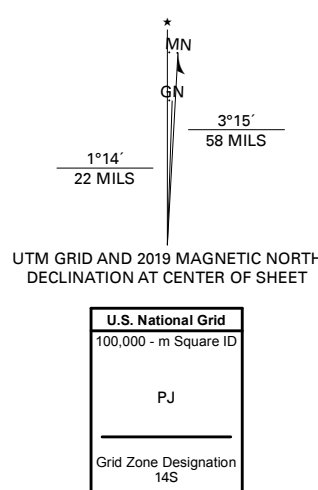 ★
MN
GN
3°15´
58 MILS
1°14´
22 MILS
UTM GRID AND 2019 MAGNETIC NORTH
DECLINATION AT CENTER OF SHEET
U.S. National Grid
100,000 - m Square ID
PJ
Grid Zone Designation
14S